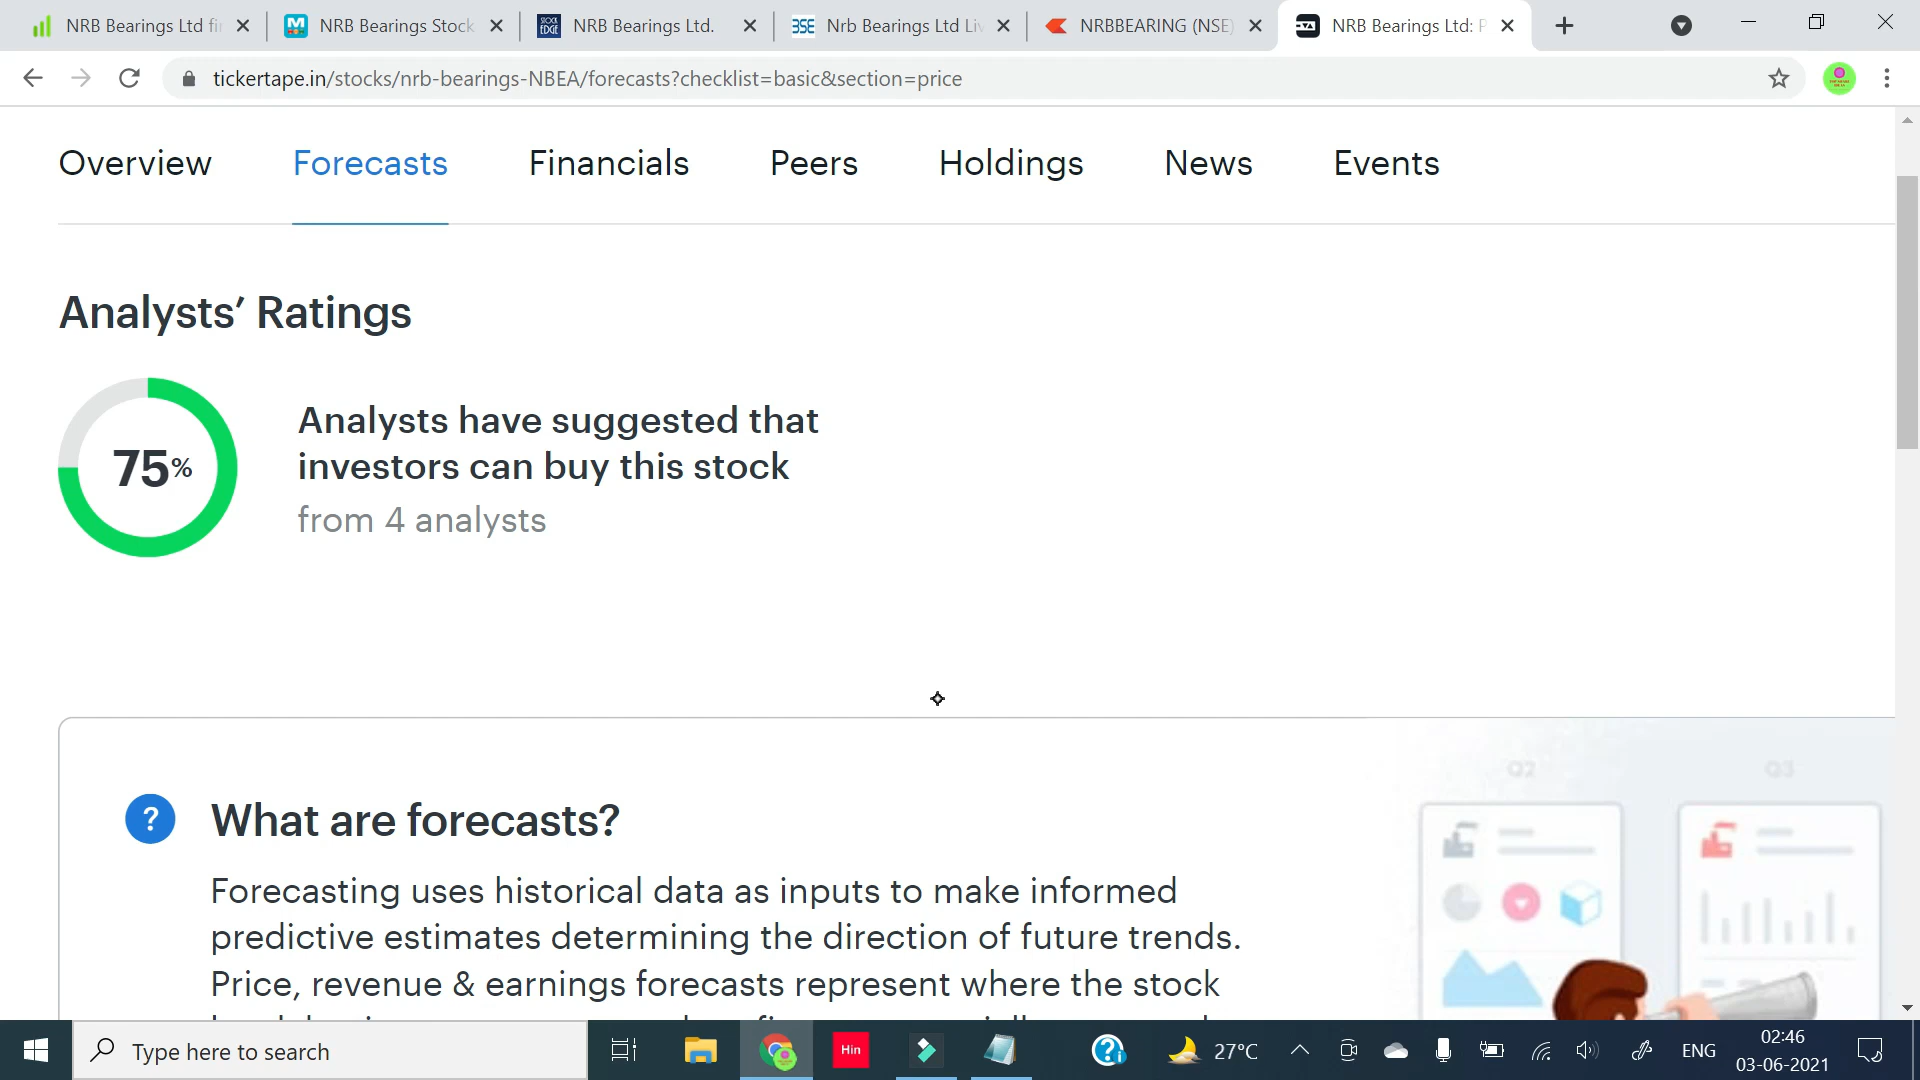 NRB Bearings Ltd fi
NRB Bearings Stock
STOCK EDGE
NRB Bearings Ltd.
BSE
Nrb Bearings Ltd Li
NRBBEARING (NSE)
NRB Bearings Ltd: P
tickertape.in/stocks/nrb-bearings-NBEA/forecasts?checklist=basic&section=price
Overview Forecasts Financials Peers Holdings News Events
Analysts’ Ratings
75%
Analysts have suggested that
investors can buy this stock
from 4 analysts
Q2 Q3
? What are forecasts?
Forecasting uses historical data as inputs to make informed
predictive estimates determining the direction of future trends.
Price, revenue & earnings forecasts represent where the stock
Type here to search
Hin
27°C
ENG
02:46
03-06-2021